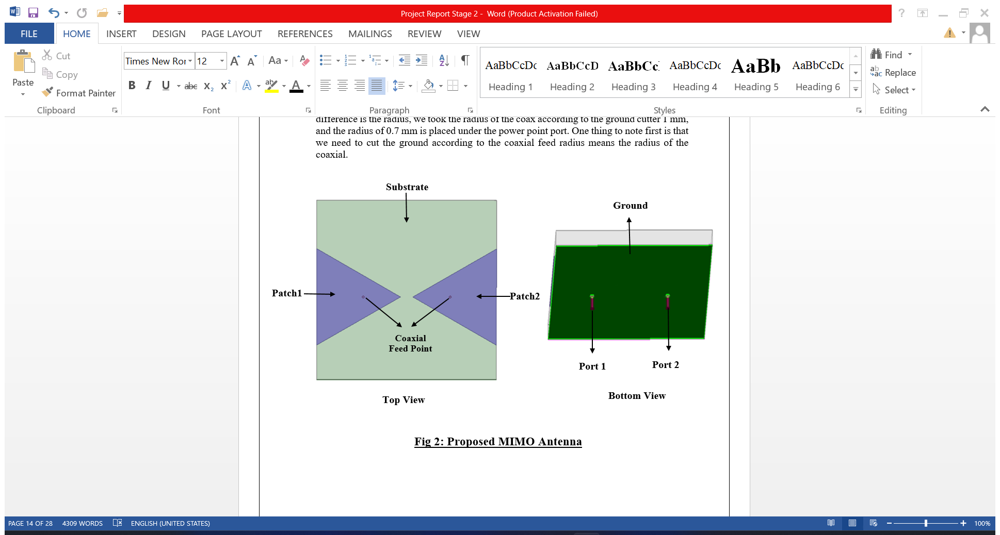 Project Report Stage 2 - Word (Product Activation Failed)
FILE HOME INSERT DESIGN PAGE LAYOUT REFERENCES MAILINGS REVIEW VIEW
Paste
Cut
Copy
Format Painter
Clipboard
Times New Ror 12
Font
Paragraph
AaBbCcDc AaBbCcD AaBbCc AaBbCcDc AaBb AaBbCcDc
Heading 1 Heading 2 Heading 3 Heading 4 Heading 5 Heading 6
Styles
Find
Replace
Select
Editing
difference is the radius, we took the radius of the coax according to the ground cutter 1 mm,
and the radius of 0.7 mm is placed under the power point port. One thing to note first is that
we need to cut the ground according to the coaxial feed radius means the radius of the
coaxial.
Substrate
Patch1
Patch2
Coaxial
Feed Point
Top View
Ground
Port 1
Port 2
Bottom View
Fig 2: Proposed MIMO Antenna
PAGE 14 OF 28 4309 WORDS ENGLISH (UNITED STATES) 100%